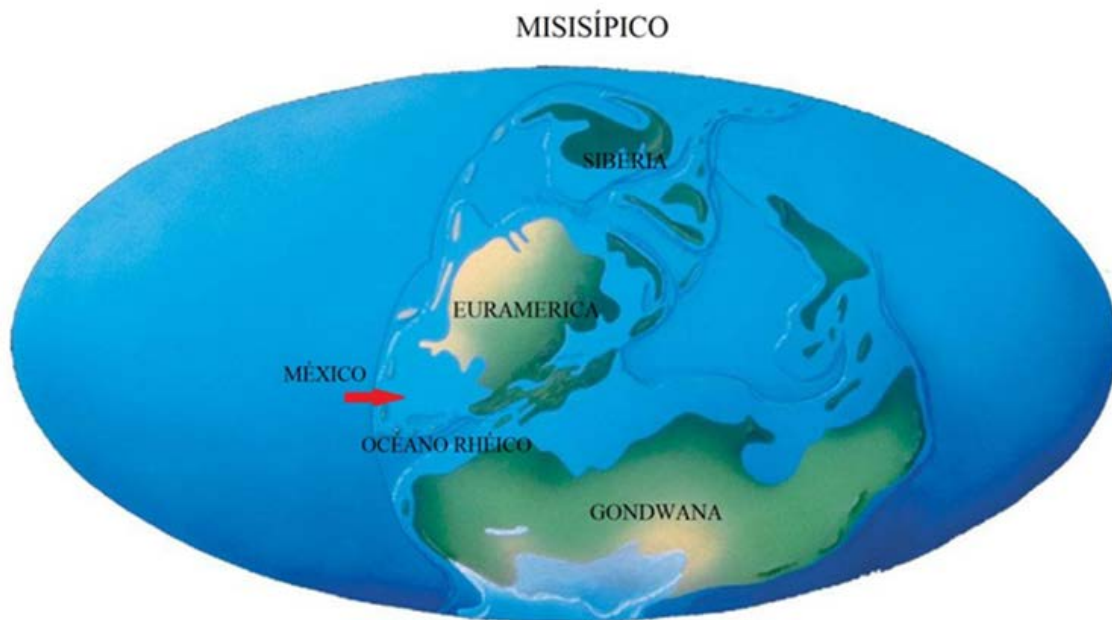 MISISÍPICO
SIBERIA
EURAMERICA
MÉXICO
OCÉANO RHÉICO
GONDWANA